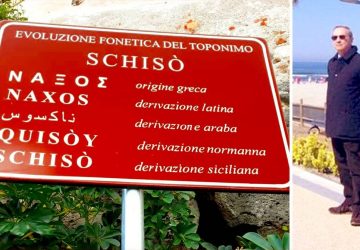 EVOLUZIONE FONETICA DEL TOPONIMO
SCHISÒ
ΝΑΞΟΣ origine greca
NAXOS derivazione latina
ناكسوس derivazione araba
QUISÒY derivazione normanna
SCHISÒ derivazione siciliana